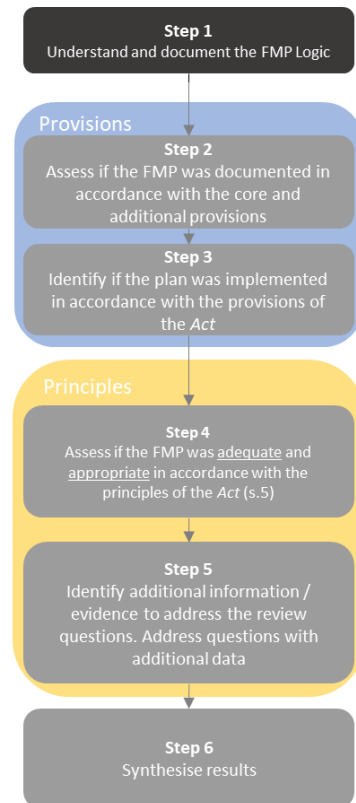 Step 1
Understand and document the FMP Logic
Provisions
Step 2
Assess if the FMP was documented in
accordance with the core and
additional provisions
Step 3
Identify if the plan was implemented
in accordance with the provisions of
the Act
Principles
Step 4
Assess if the FMP was adequate and
appropriate in accordance with the
principles of the Act (s.5)
Step 5
Identify additional information /
evidence to address the review
questions. Address questions with
additional data
Step 6
Synthesise results